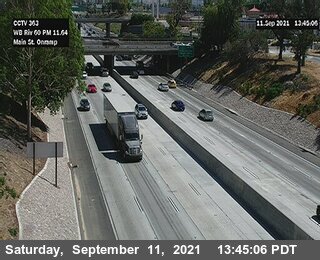 CCTV 363
WB Riv 60 PM 11.64
Main St. Onramp
11.Sep 2021 13:45:06
Saturday, September 11, 2021 13:45:06 PDT